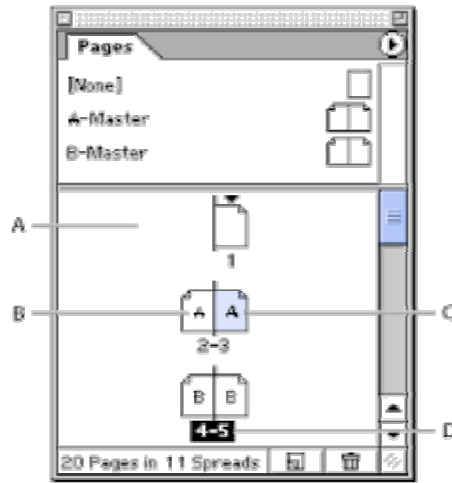 Pages
[None]
A-Master
B-Master
A
1
B
A A
C
2-3
B B
4-5
D
20 Pages in 11 Spreads